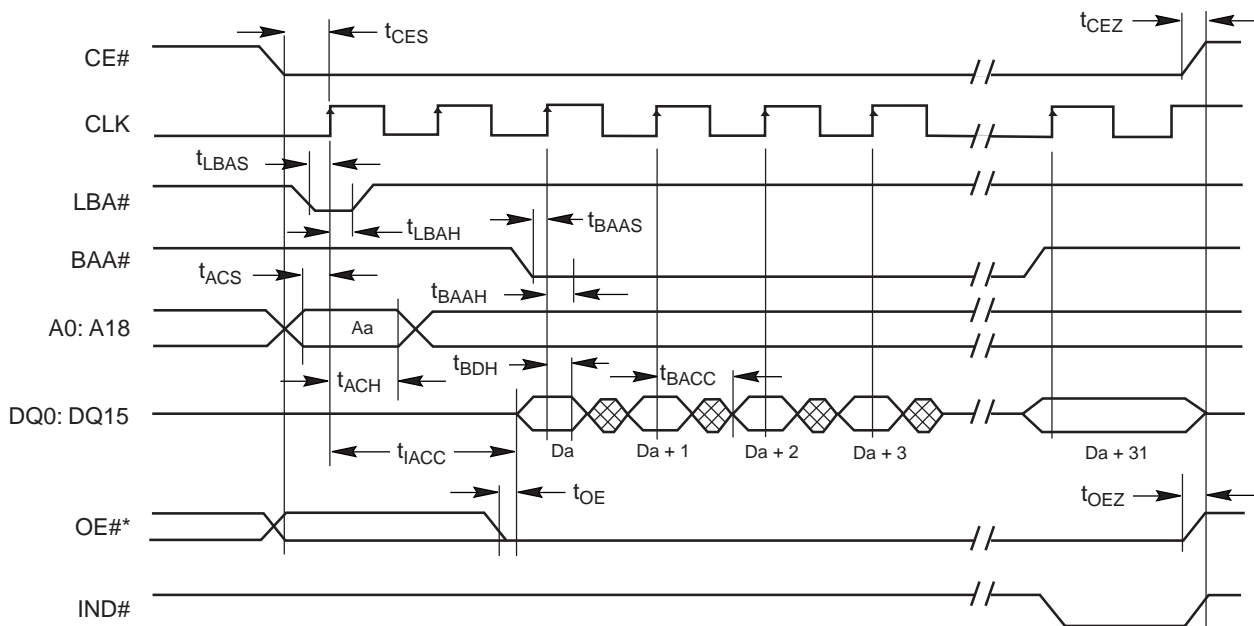 tCES
tCEZ
CE#
CLK
tLBAS
LBA#
tLBAH
tBAAS
BAA#
tACS
tBAAH
A0: A18
Aa
tBDH
tBACC
tACH
DQ0: DQ15
Da
Da + 1
Da + 2
Da + 3
Da + 31
tIACC
tOE
tOEZ
OE#*
IND#